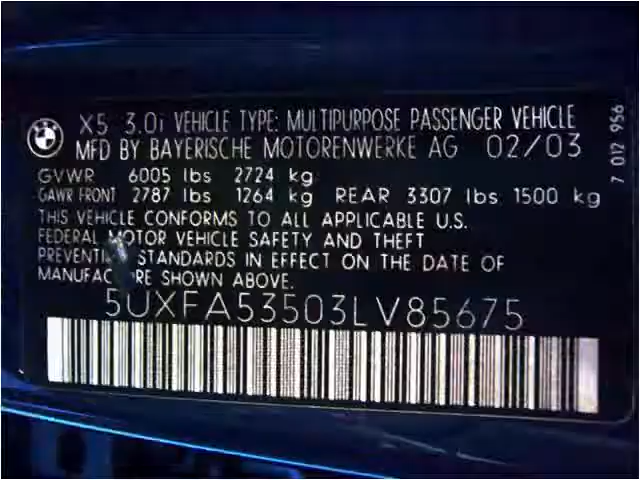 X5 3.0i VEHICLE TYPE: MULTIPURPOSE PASSENGER VEHICLE
MFD BY BAYERISCHE MOTORENWERKE AG 02/03
GVWR 6005 lbs 2724 kg
GAWR FRONT 2787 lbs 1264 kg REAR 3307 lbs 1500 kg
THIS VEHICLE CONFORMS TO ALL APPLICABLE U.S.
FEDERAL MOTOR VEHICLE SAFETY AND THEFT
STANDARDS IN EFFECT ON THE DATE OF
SHOWN ABOVE.
5UXFA53503LV85675
7 012 956